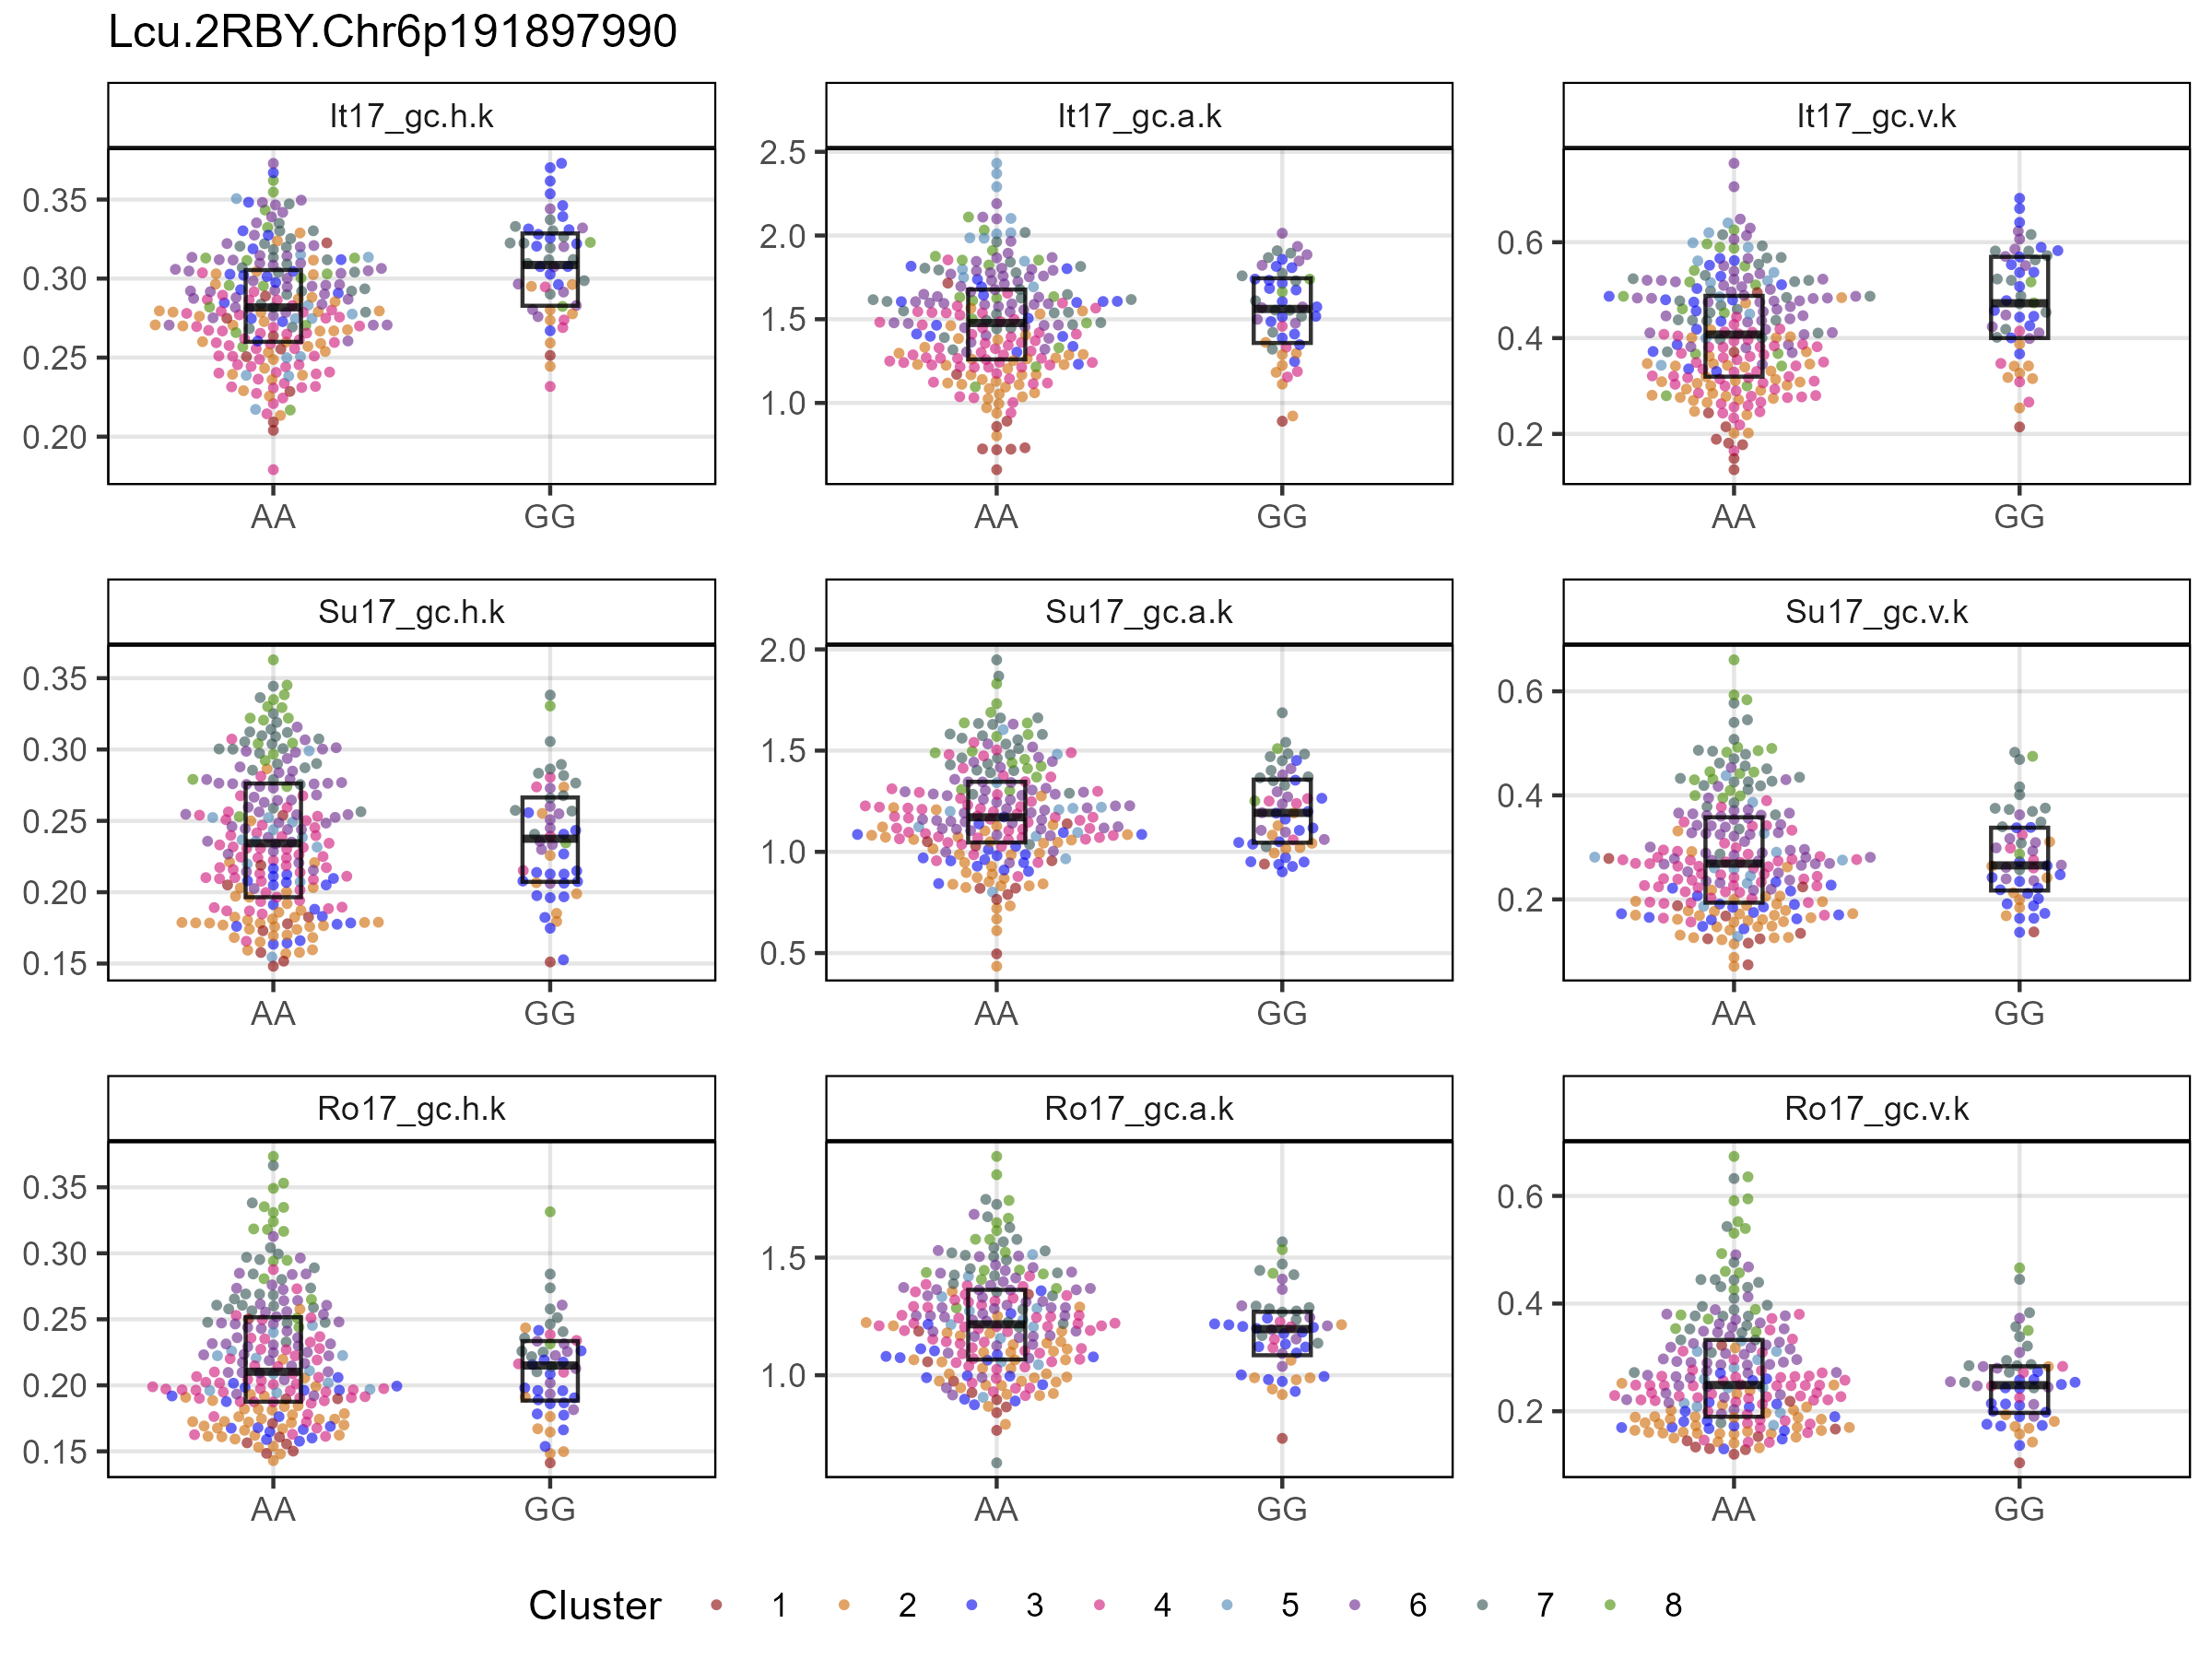 Lcu.2RBY.Chr6p191897990
It17_gc.h.k
0.35
0.30
0.25
0.20
AA GG
It17_gc.a.k
2.5
2.0
1.5
1.0
AA GG
It17_gc.v.k
0.6
0.4
0.2
AA GG
Su17_gc.h.k
0.35
0.30
0.25
0.20
0.15
AA GG
Su17_gc.a.k
2.0
1.5
1.0
0.5
AA GG
Su17_gc.v.k
0.6
0.4
0.2
AA GG
Ro17_gc.h.k
0.35
0.30
0.25
0.20
0.15
AA GG
Ro17_gc.a.k
1.5
1.0
AA GG
Ro17_gc.v.k
0.6
0.4
0.2
AA GG
Cluster 1 2 3 4 5 6 7 8